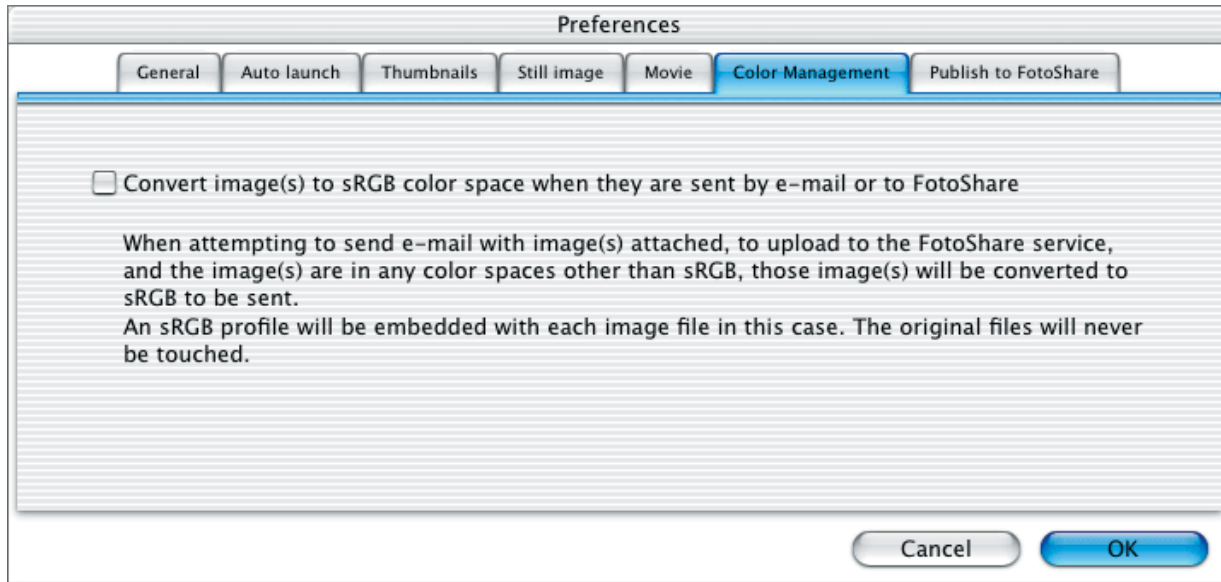 Preferences
General
Auto launch
Thumbnails
Still image
Movie
Color Management
Publish to FotoShare
Convert image(s) to sRGB color space when they are sent by e-mail or to FotoShare
When attempting to send e-mail with image(s) attached, to upload to the FotoShare service,
and the image(s) are in any color spaces other than sRGB, those image(s) will be converted to
sRGB to be sent.
An sRGB profile will be embedded with each image file in this case. The original files will never
be touched.
Cancel
OK